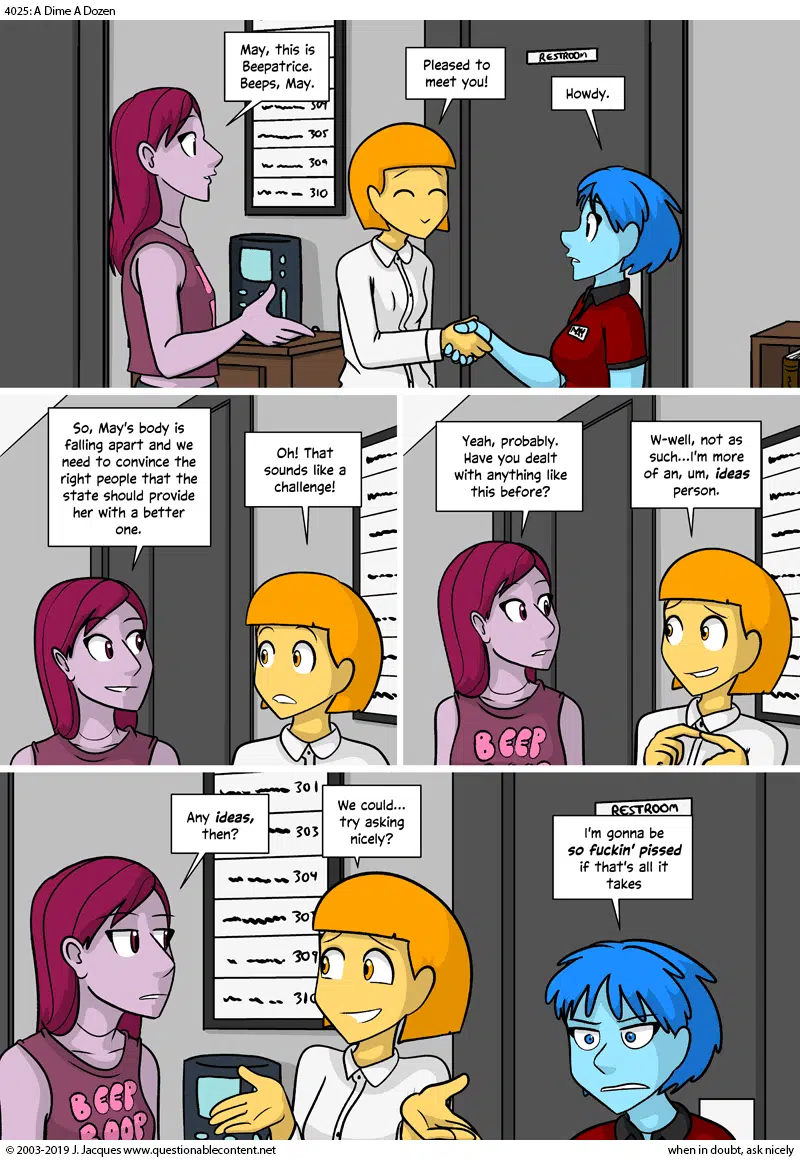 4025: A Dime A Dozen
May, this is
Beepatrice.
Beeps, May.
Pleased to
meet you!
Howdy.
RESTROOM
304
305
309
310
MAY
So, May's body is
falling apart and we
need to convince the
right people that the
state should provide
her with a better
one.
Oh! That
sounds like a
challenge!
Yeah, probably.
Have you dealt
with anything like
this before?
W-well, not as
such...I'm more
of an, um, ideas
person.
BEEP
BOOP
Any ideas,
then?
We could...
try asking
nicely?
I'm gonna be
so fuckin' pissed
if that's all it
takes
301
303
304
309
RESTROOM
BEEP
BOOP
© 2003-2019 J. Jacques www.questionablecontent.net
when in doubt, ask nicely